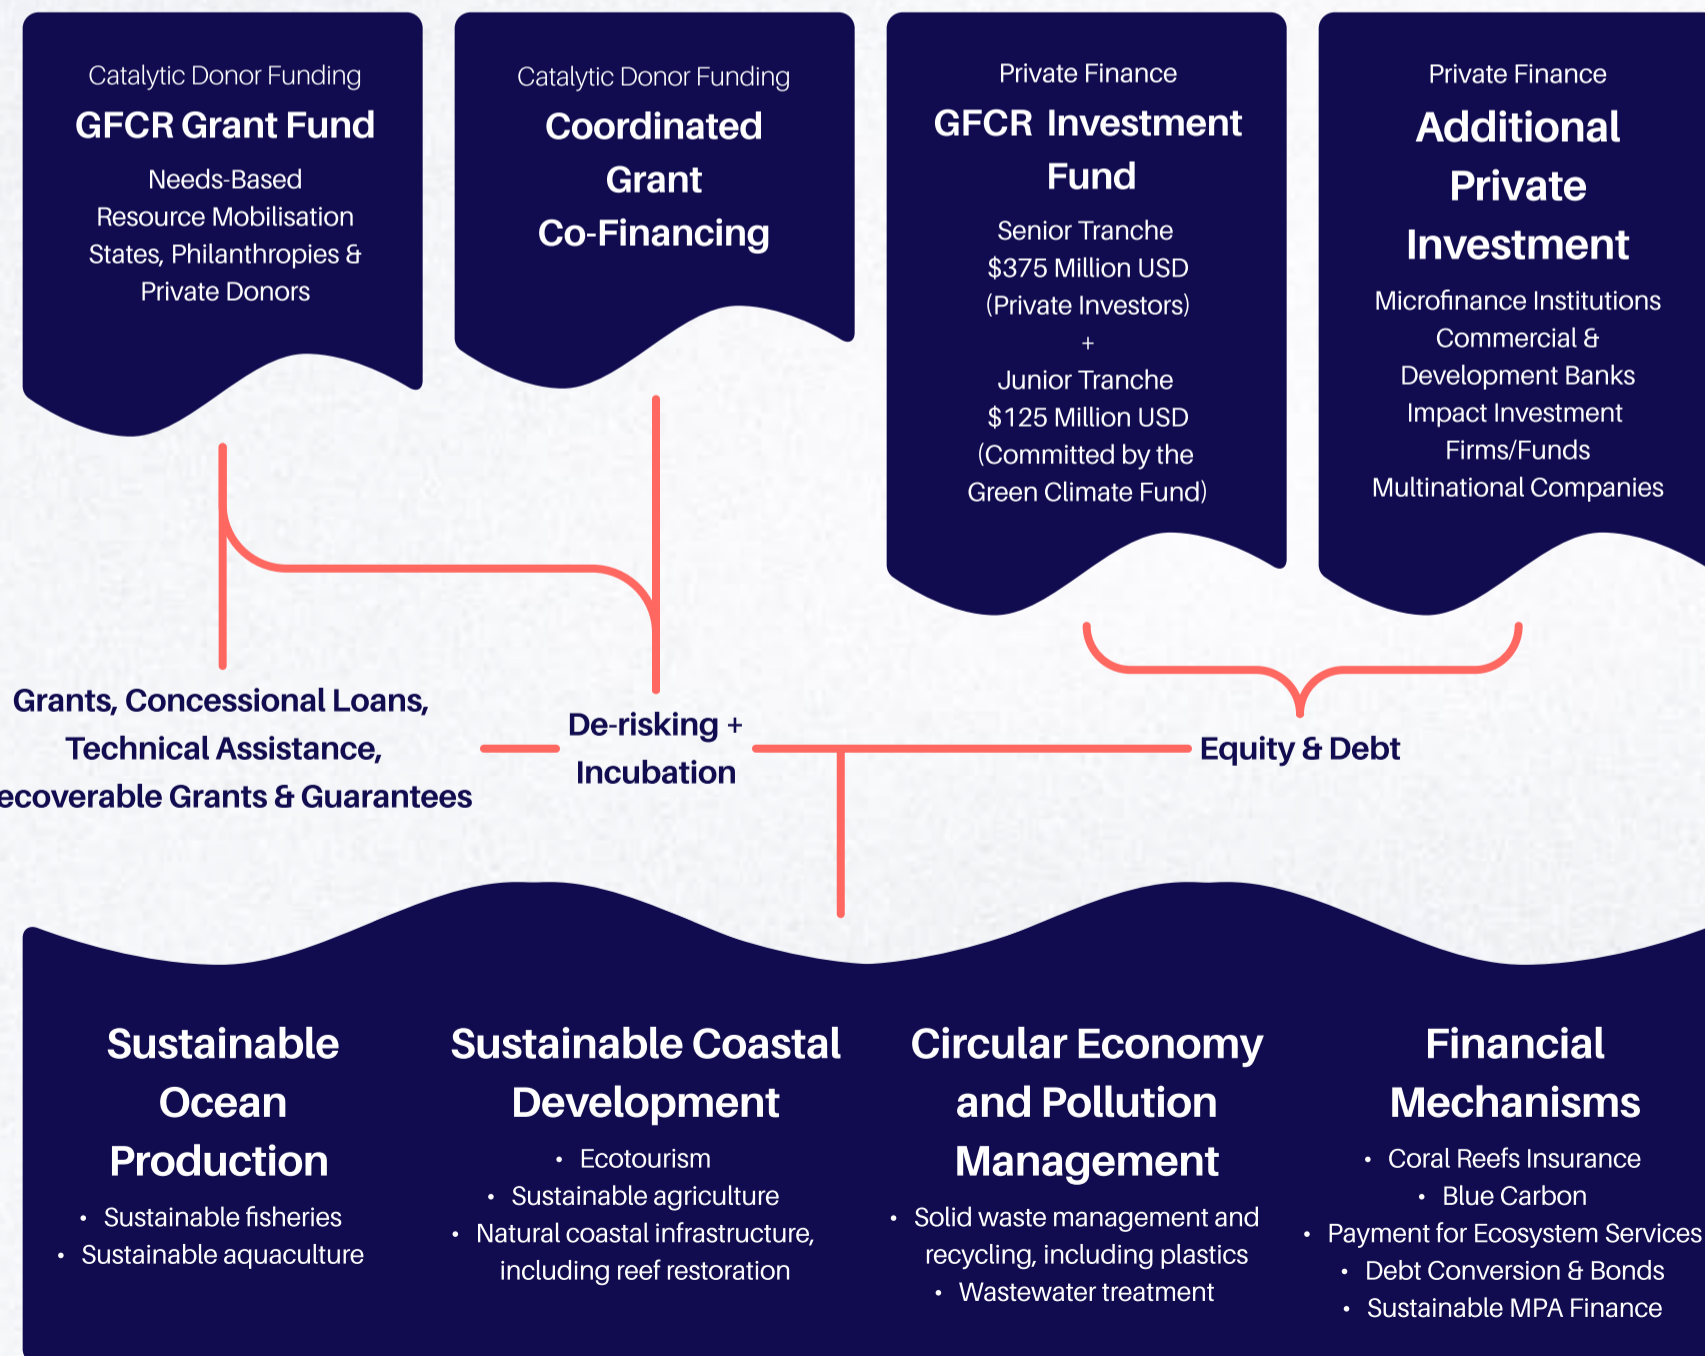 Catalytic Donor Funding
GFCR Grant Fund
Needs-Based
Resource Mobilisation
States, Philanthropies &
Private Donors
Catalytic Donor Funding
Coordinated
Grant
Co-Financing
Private Finance
GFCR Investment
Fund
Senior Tranche
$375 Million USD
(Private Investors)
+
Junior Tranche
$125 Million USD
(Committed by the
Green Climate Fund)
Private Finance
Additional
Private
Investment
Microfinance Institutions
Commercial &
Development Banks
Impact Investment
Firms/Funds
Multinational Companies
Grants, Concessional Loans,
Technical Assistance,
ecoverable Grants & Guarantees
De-risking +
Incubation
Equity & Debt
Sustainable
Ocean
Production
• Sustainable fisheries
• Sustainable aquaculture
Sustainable Coastal
Development
• Ecotourism
• Sustainable agriculture
• Natural coastal infrastructure,
including reef restoration
Circular Economy
and Pollution
Management
• Solid waste management and
recycling, including plastics
• Wastewater treatment
Financial
Mechanisms
• Coral Reefs Insurance
• Blue Carbon
• Payment for Ecosystem Services
• Debt Conversion & Bonds
• Sustainable MPA Finance